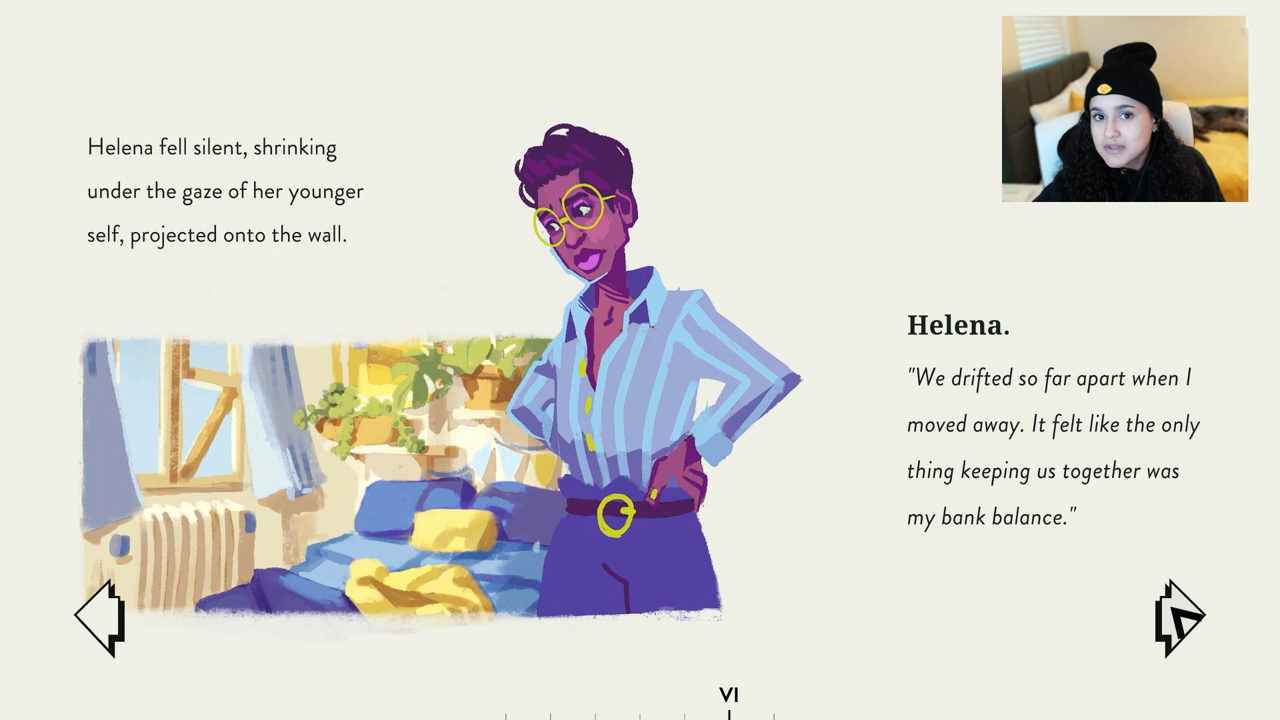 Helena fell silent, shrinking
under the gaze of her younger
self, projected onto the wall.
Helena.
"We drifted so far apart when I
moved away. It felt like the only
thing keeping us together was
my bank balance."
VI